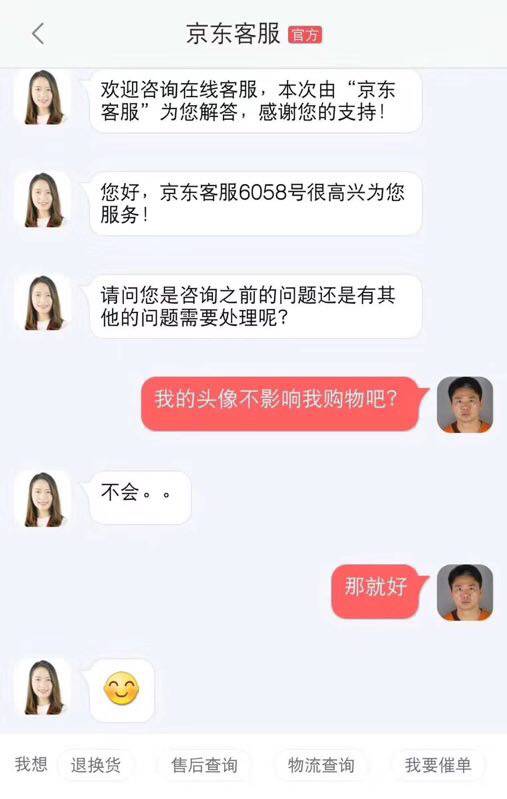 京东客服 官方
欢迎咨询在线客服，本次由“京东
客服”为您解答，感谢您的支持！
您好，京东客服6058号很高兴为您
服务！
请问您是咨询之前的问题还是有其
他的问题需要处理呢？
我的头像不影响我购物吧？
不会。。
那就好
我想 退换货 售后查询 物流查询 我要催单